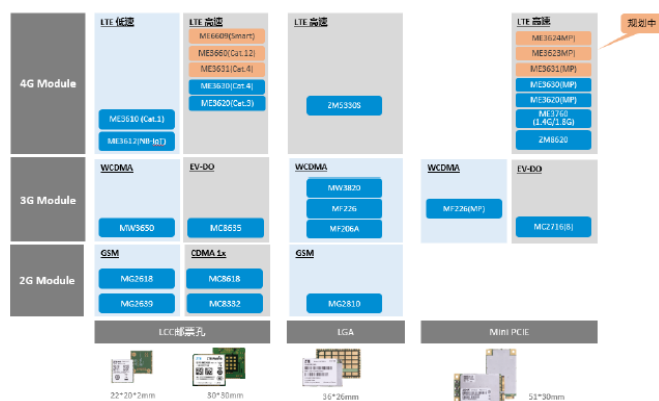 LTE 低速
LTE 高速
LTE 高速
LTE 高速
规划中
4G Module
ME3610 (Cat.1)
ME3612(NB-IoT)
ME6609(Smart)
ME3660(Cat.12)
ME3631(Cat.4)
ME3630(Cat.4)
ME3620(Cat.3)
ZM5330S
ME3624MP)
ME3623MP)
ME3631(MP)
ME3630(MP)
ME3620(MP)
ME3760
(1.4G/1.8G)
ZM8620
3G Module
WCDMA
MW3650
EV-DO
MC8635
WCDMA
MW3820
MF226
MF206A
WCDMA
MF226(MP)
EV-DO
MC2716(B)
2G Module
GSM
MG2618
MG2639
CDMA 1x
MC8618
MC8332
GSM
MG2810
LCC邮票孔
LGA
Mini PCIE
22*20*2mm
30*30mm
36*26mm
51*30mm